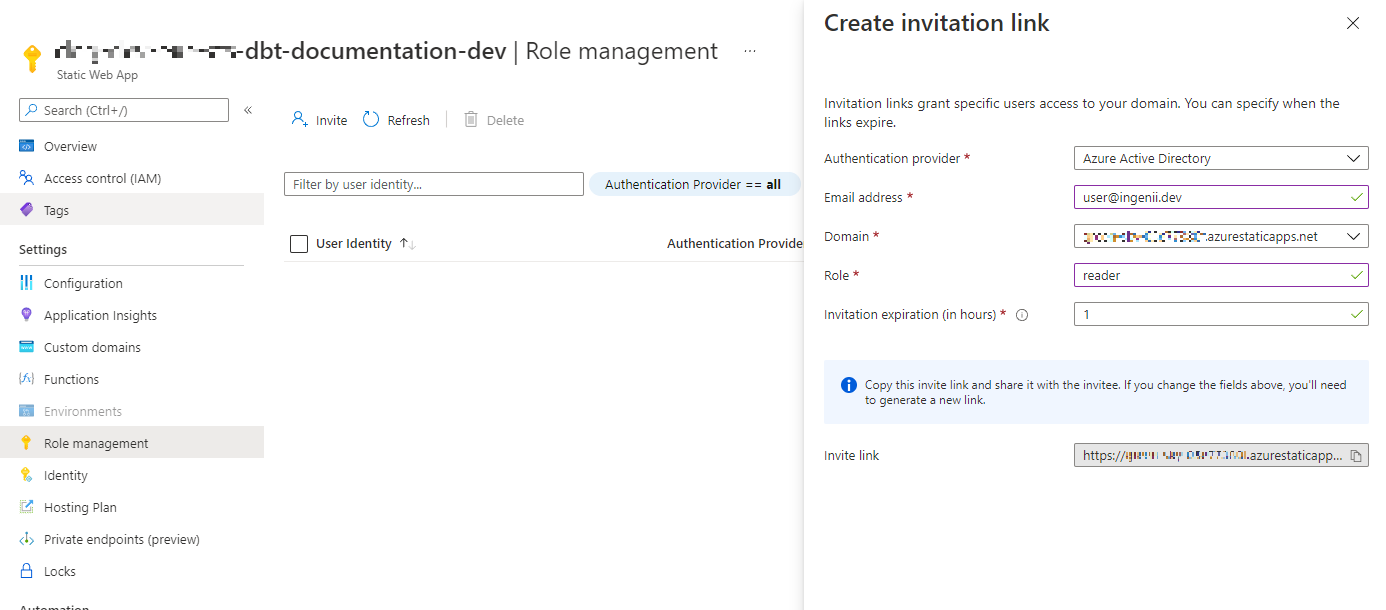 -dbt-documentation-dev | Role management ...
Static Web App
Search (Ctrl+/)
«
Overview
Access control (IAM)
Tags
Settings
Configuration
Application Insights
Custom domains
Functions
Environments
Role management
Identity
Hosting Plan
Private endpoints (preview)
Locks
Automation
Invite
Refresh
Delete
Filter by user identity...
Authentication Provider == all
User Identity ↑↓
Authentication Provide
Create invitation link
Invitation links grant specific users access to your domain. You can specify when the
links expire.
Authentication provider *
Azure Active Directory
Email address *
user@ingenii.dev
Domain *
.azurestaticapps.net
Role *
reader
Invitation expiration (in hours) *
1
Copy this invite link and share it with the invitee. If you change the fields above, you'll need
to generate a new link.
Invite link
https:// .azurestaticapp...